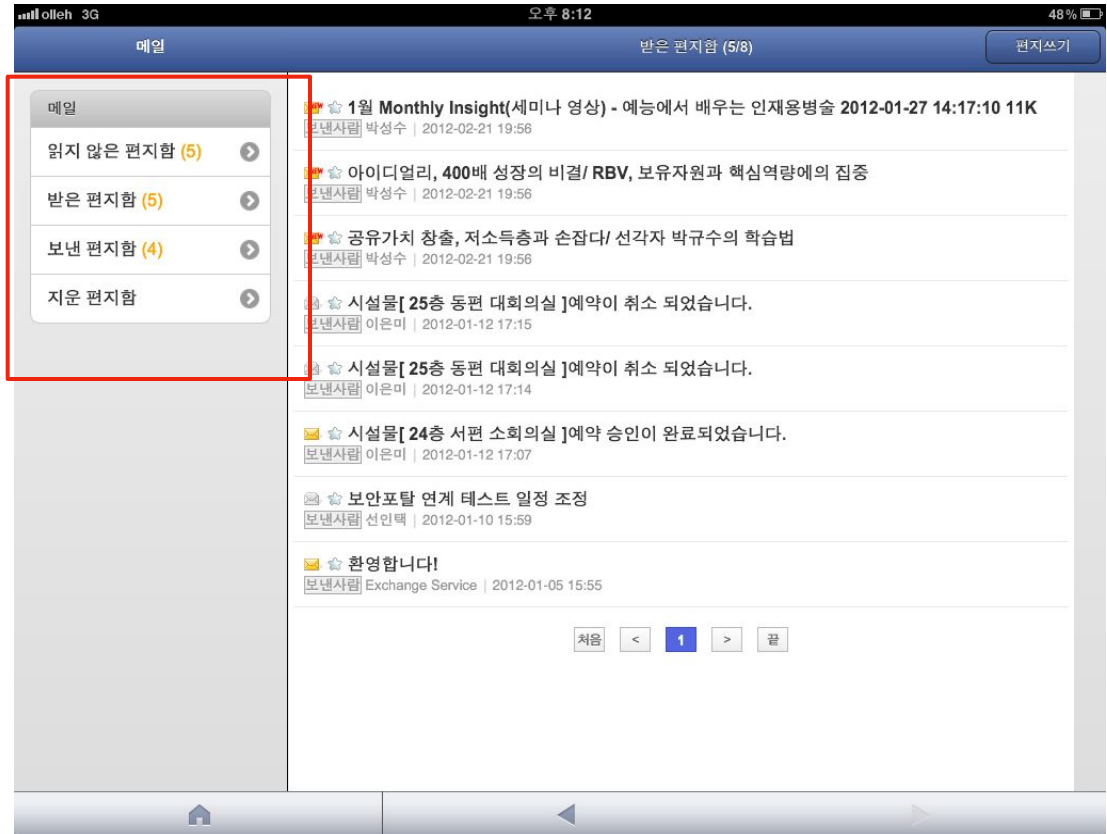 olleh 3G
오후 8:12
48%
메일
받은 편지함 (5/8)
편지쓰기
메일
읽지 않은 편지함 (5)
받은 편지함 (5)
보낸 편지함 (4)
지운 편지함
NEW 1월 Monthly Insight(세미나 영상) - 예능에서 배우는 인재용병술 2012-01-27 14:17:10 11K
보낸사람 박성수 | 2012-02-21 19:56
NEW 아이디얼리, 400배 성장의 비결/ RBV, 보유자원과 핵심역량에의 집중
보낸사람 박성수 | 2012-02-21 19:56
NEW 공유가치 창출, 저소득층과 손잡다/ 선각자 박규수의 학습법
보낸사람 박성수 | 2012-02-21 19:56
시설물[ 25층 동편 대회의실 ]예약이 취소 되었습니다.
보낸사람 이은미 | 2012-01-12 17:15
시설물[ 25층 동편 대회의실 ]예약이 취소 되었습니다.
보낸사람 이은미 | 2012-01-12 17:14
시설물[ 24층 서편 소회의실 ]예약 승인이 완료되었습니다.
보낸사람 이은미 | 2012-01-12 17:07
보안포탈 연계 테스트 일정 조정
보낸사람 선인택 | 2012-01-10 15:59
환영합니다!
보낸사람 Exchange Service | 2012-01-05 15:55
처음 < 1 > 끝